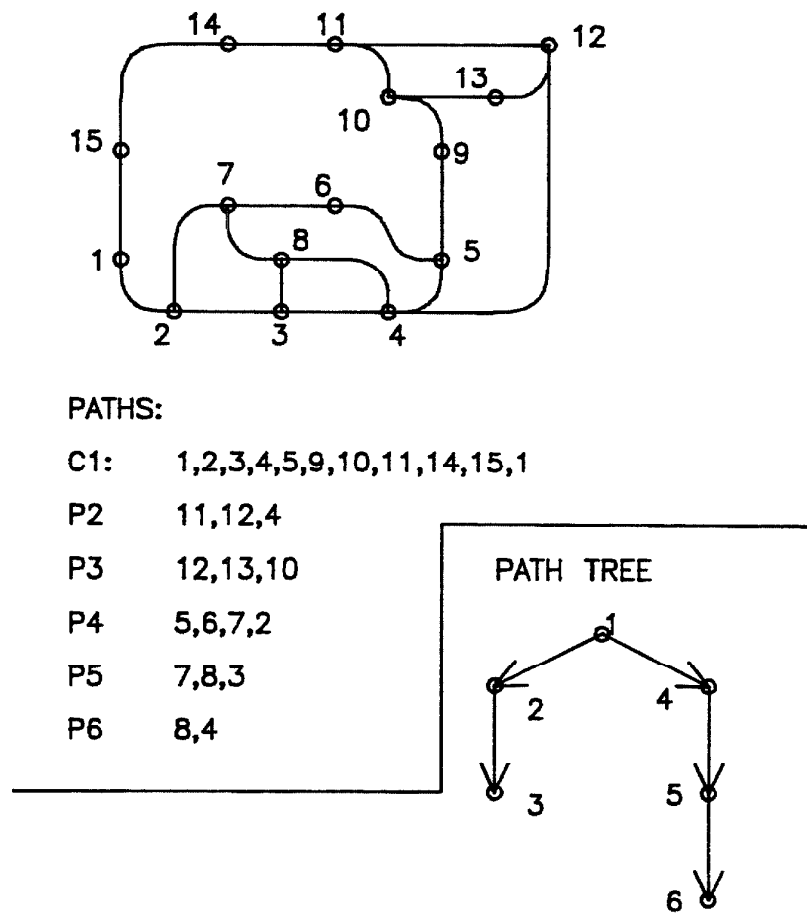 14 11 12
13
10
15 9
7 6
8
1 5
2 3 4
PATHS:
C1: 1,2,3,4,5,9,10,11,14,15,1
P2 11,12,4
P3 12,13,10
P4 5,6,7,2
P5 7,8,3
P6 8,4
PATH TREE
1
2 4
3 5
6